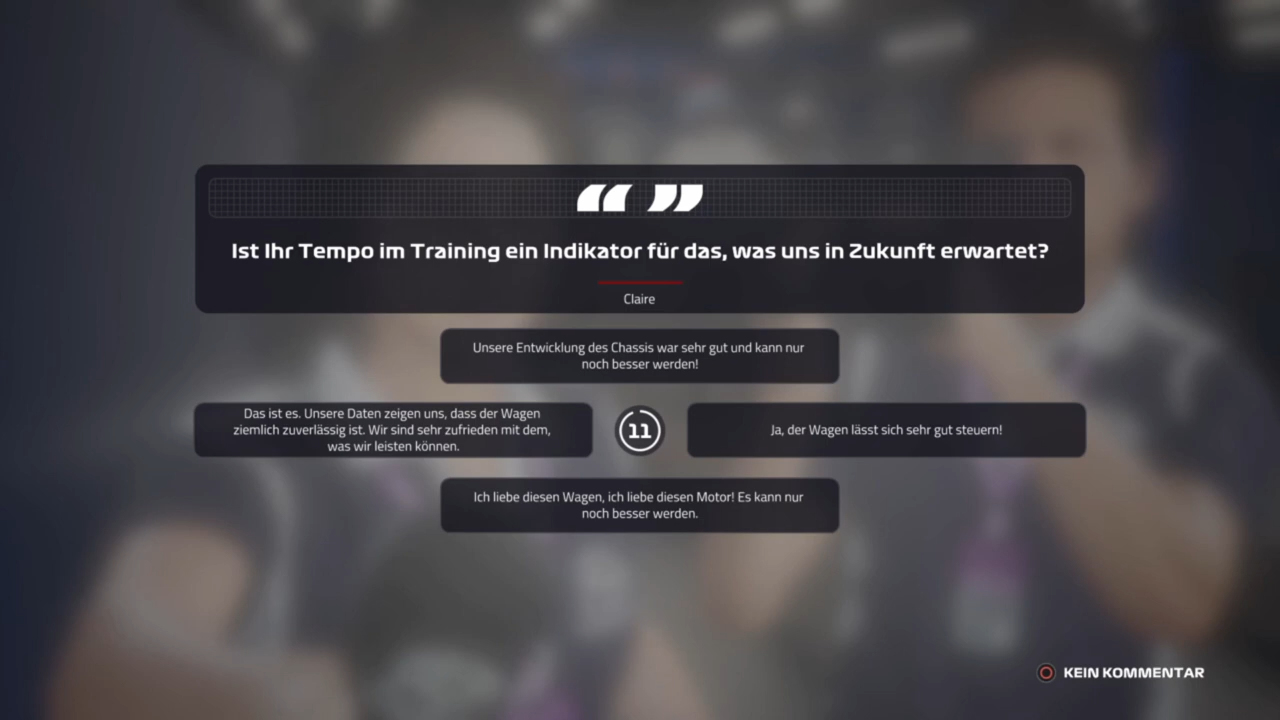 “ ”
Ist Ihr Tempo im Training ein Indikator für das, was uns in Zukunft erwartet?
Claire
Unsere Entwicklung des Chassis war sehr gut und kann nur
noch besser werden!
Das ist es. Unsere Daten zeigen uns, dass der Wagen
ziemlich zuverlässig ist. Wir sind sehr zufrieden mit dem,
was wir leisten können.
11
Ja, der Wagen lässt sich sehr gut steuern!
Ich liebe diesen Wagen, ich liebe diesen Motor! Es kann nur
noch besser werden.
KEIN KOMMENTAR